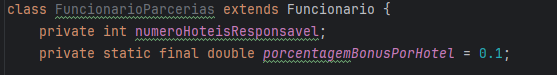 class FuncionarioParcerias extends Funcionario {
private int numeroHoteisResponsavel;
private static final double porcentagemBonusPorHotel = 0.1;